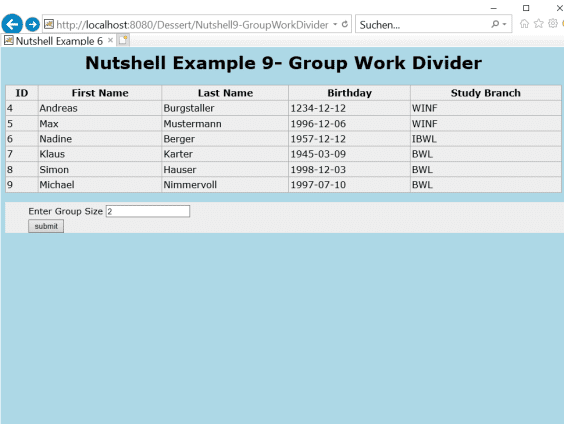 http://localhost:8080/Dessert/Nutshell9-GroupWorkDivider
Suchen...
Nutshell Example 6
Nutshell Example 9- Group Work Divider
ID First Name Last Name Birthday Study Branch
4 Andreas Burgstaller 1234-12-12 WINF
5 Max Mustermann 1996-12-06 WINF
6 Nadine Berger 1957-12-12 IBWL
7 Klaus Karter 1945-03-09 BWL
8 Simon Hauser 1998-12-03 BWL
9 Michael Nimmervoll 1997-07-10 BWL
Enter Group Size 2
submit